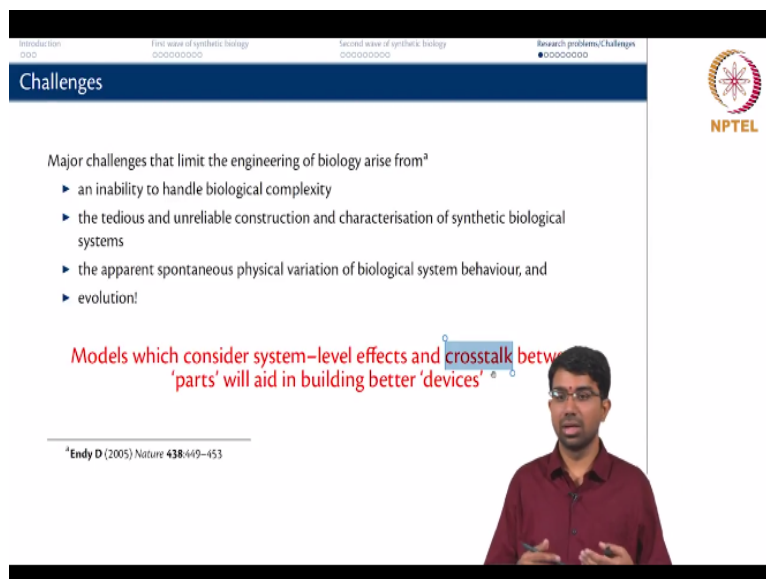 Introduction
First wave of synthetic biology
Second wave of synthetic biology
Research problems/Challenges
Challenges
NPTEL
Major challenges that limit the engineering of biology arise from^a
▶ an inability to handle biological complexity
▶ the tedious and unreliable construction and characterisation of synthetic biological
systems
▶ the apparent spontaneous physical variation of biological system behaviour, and
▶ evolution!
Models which consider system–level effects and crosstalk betw
‘parts’ will aid in building better ‘devices’
^a Endy D (2005) Nature 438:449–453